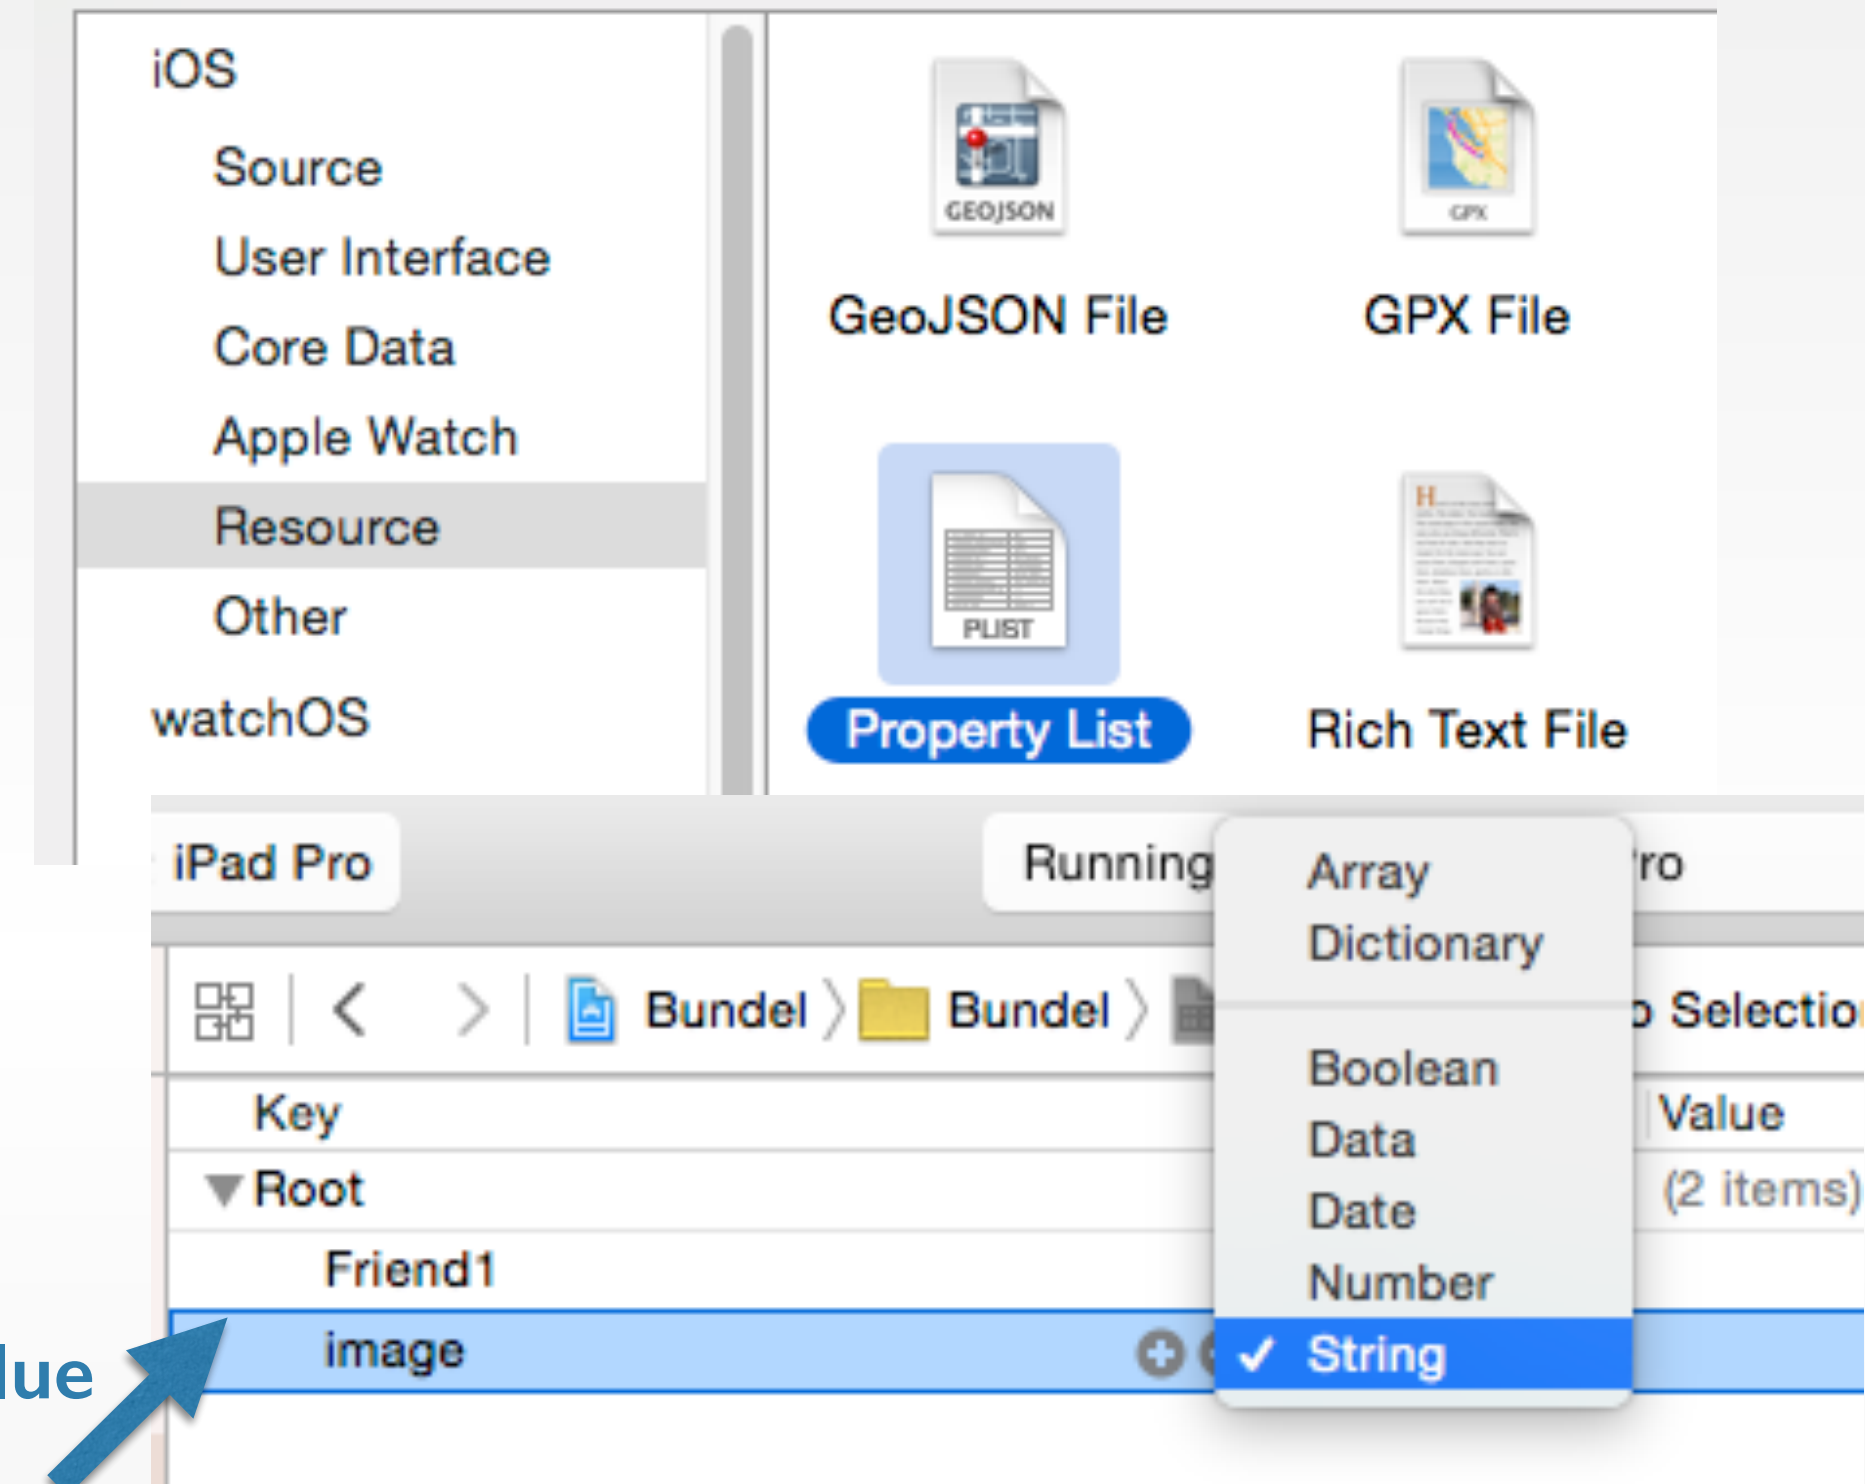 iOS
Source
User Interface
Core Data
Apple Watch
Resource
Other
watchOS
GEOJSON
GPX
GeoJSON File
GPX File
PLIST
Property List
Rich Text File
iPad Pro
Running
ro
Array
Dictionary
Boolean
Data
Date
Number
✓ String
Bundel
Bundel
Selectio
Key
Value
Root
(2 items)
Friend1
image
lue